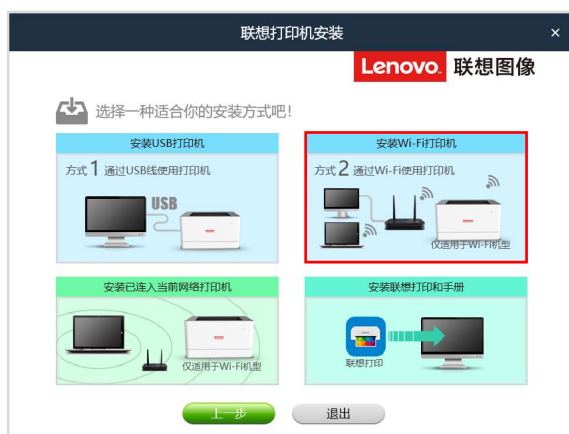 联想打印机安装
Lenovo 联想图像
选择一种适合你的安装方式吧！
安装USB打印机
方式 1 通过USB线使用打印机
USB
安装Wi-Fi打印机
方式 2 通过Wi-Fi使用打印机
仅适用于WI-FI机型
安装已连入当前网络打印机
仅适用于WI-FI机型
安装联想打印和手册
联想打印
上一步
退出